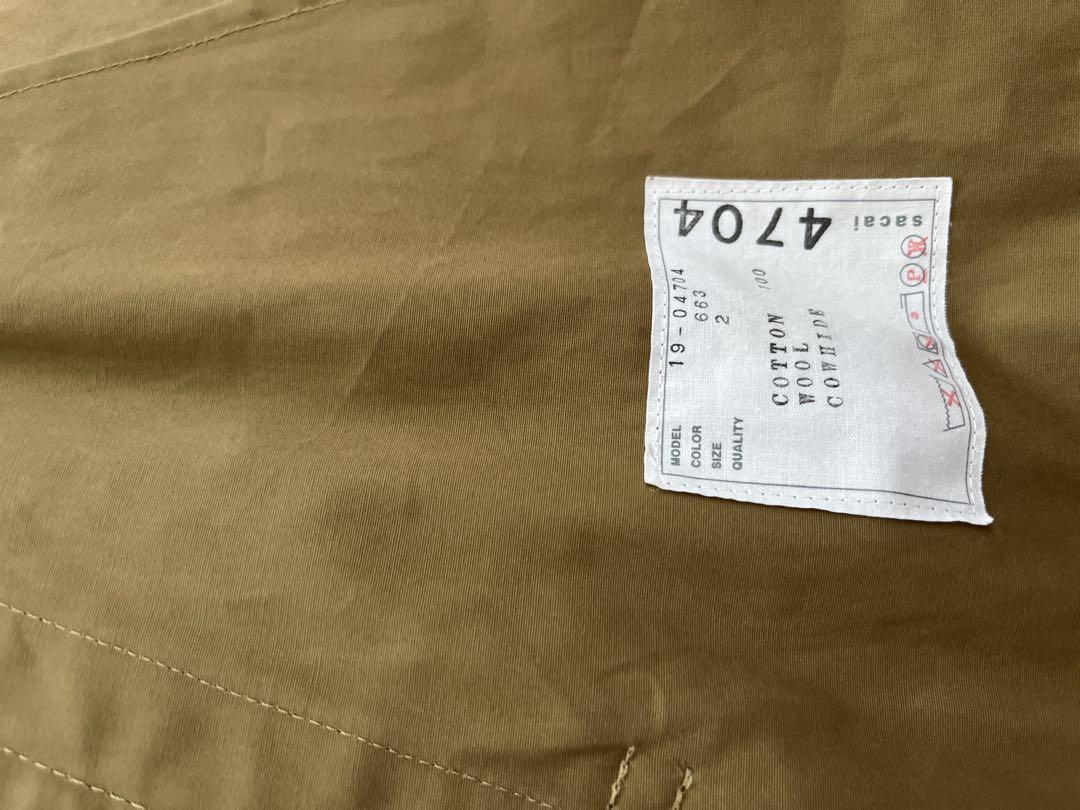 MODEL 19-04704
COLOR 663
SIZE 2
QUALITY
COTTON 100
WOOL
COWHIDE
4704
sacai
P
W